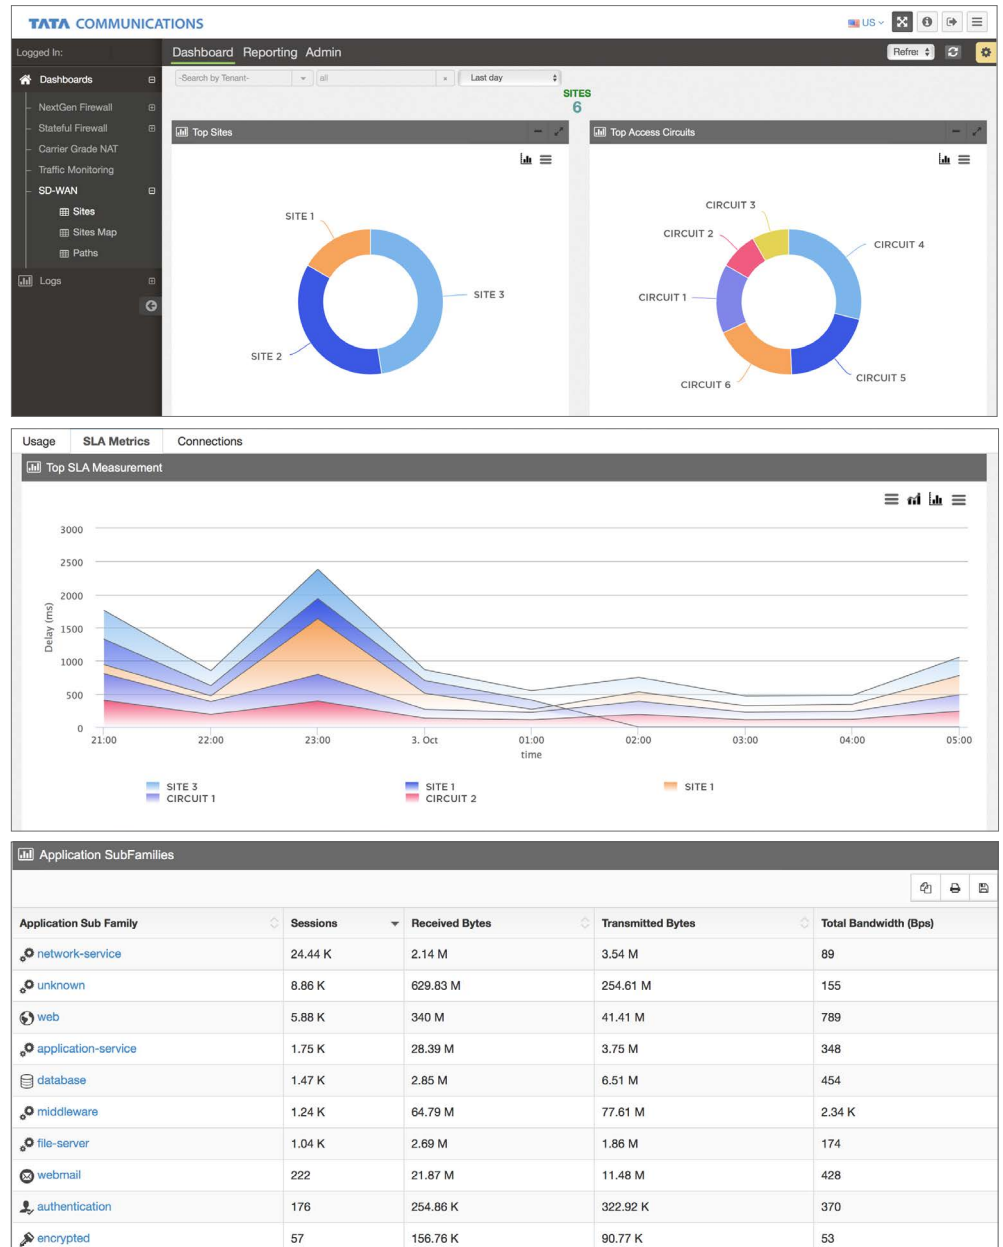 TATA COMMUNICATIONS
US
Logged In:
Dashboard Reporting Admin
Refre:
Dashboards
-Search by Tenant-
all
Last day
SITES
6
NextGen Firewall
Stateful Firewall
Carrier Grade NAT
Traffic Monitoring
SD-WAN
Sites
Sites Map
Paths
Logs
Top Sites
SITE 1
SITE 3
SITE 2
Top Access Circuits
CIRCUIT 3
CIRCUIT 2
CIRCUIT 4
CIRCUIT 1
CIRCUIT 5
CIRCUIT 6
Usage SLA Metrics Connections
Top SLA Measurement
3000
2500
2000
1500
1000
500
0
Delay (ms)
21:00 22:00 23:00 3. Oct 01:00 02:00 03:00 04:00 05:00
time
SITE 3 SITE 1 SITE 1
CIRCUIT 1 CIRCUIT 2
Application SubFamilies
Application Sub Family Sessions Received Bytes Transmitted Bytes Total Bandwidth (Bps)
network-service 24.44 K 2.14 M 3.54 M 89
unknown 8.86 K 629.83 M 254.61 M 155
web 5.88 K 340 M 41.41 M 789
application-service 1.75 K 28.39 M 3.75 M 348
database 1.47 K 2.85 M 6.51 M 454
middleware 1.24 K 64.79 M 77.61 M 2.34 K
file-server 1.04 K 2.69 M 1.86 M 174
webmail 222 21.87 M 11.48 M 428
authentication 176 254.86 K 322.92 K 370
encrypted 57 156.76 K 90.77 K 53